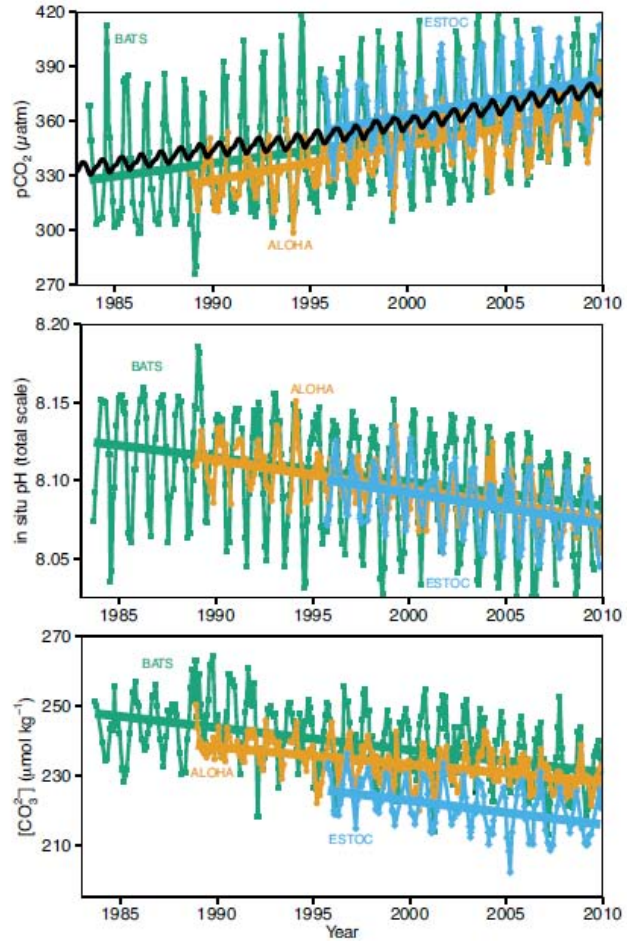 420
390
360
330
300
270
pCO₂ (µatm)
BATS
ESTOC
ALOHA
1985 1990 1995 2000 2005 2010
8.20
8.15
8.10
8.05
in situ pH (total scale)
BATS
ALOHA
ESTOC
1985 1990 1995 2000 2005 2010
270
250
230
210
[CO₃²⁻] (µmol kg⁻¹)
BATS
ALOHA
ESTOC
1985 1990 1995 2000 2005 2010
Year